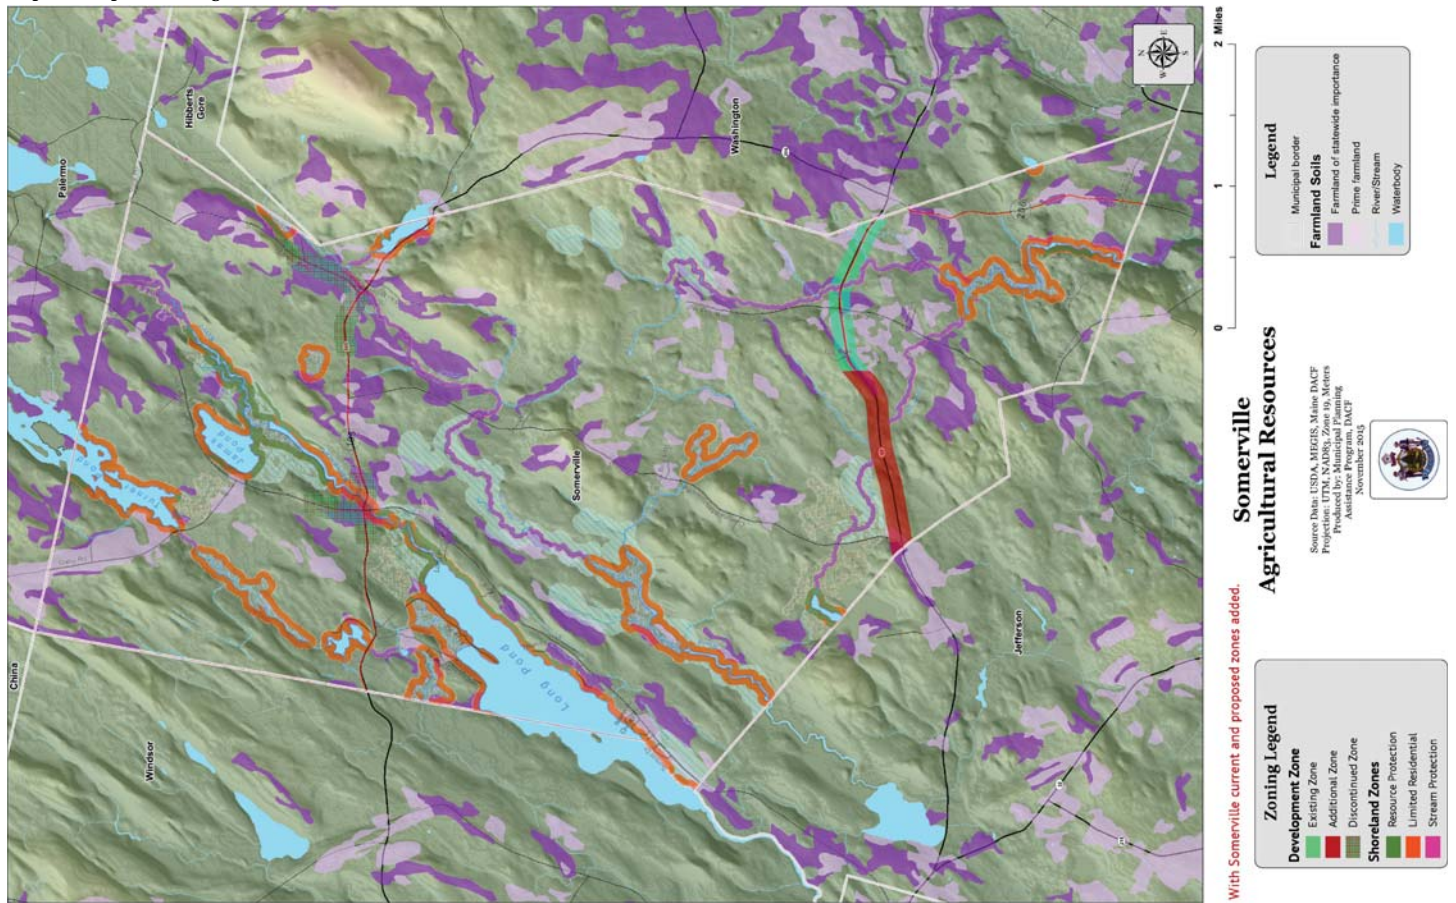 Palermo
Hibberts
Gore
China
Windsor
Washington
Somerville
Jefferson
James
Pond
Pond
Long Pond
N
E
S
W
With Somerville current and proposed zones added.
Zoning Legend
Development Zone
Existing Zone
Additional Zone
Discontinued Zone
Shoreland Zones
Resource Protection
Limited Residential
Stream Protection
Somerville
Agricultural Resources
Source Data: USDA, MEGIS, Maine DACF
Projection: UTM, NAD83, Zone 19, Meters
Produced by: Municipal Planning
Assistance Program, DACF
November 2015
0 1 2 Miles
Legend
Municipal border
Farmland Soils
Farmland of statewide importance
Prime farmland
River/Stream
Waterbody